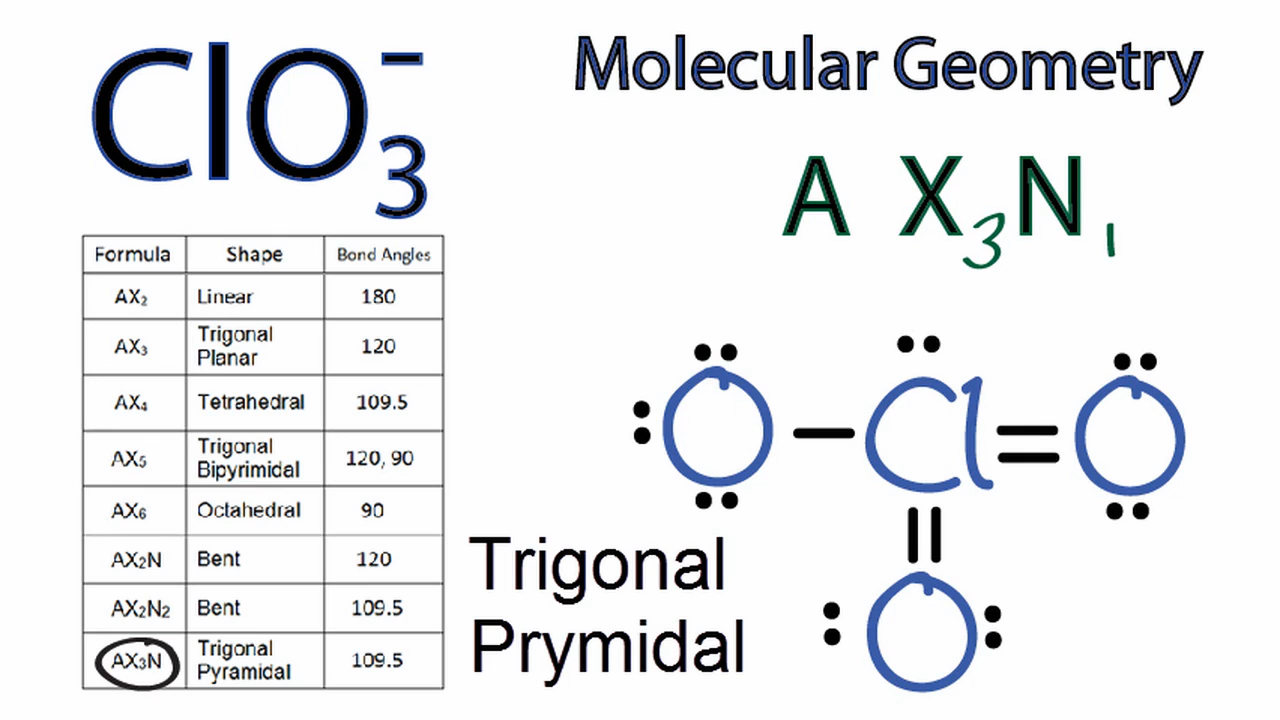 ClO₃⁻
Molecular Geometry
A X₃N₁
Formula Shape Bond Angles
AX₂ Linear 180
AX₃ Trigonal Planar 120
AX₄ Tetrahedral 109.5
AX₅ Trigonal Bipyrimidal 120, 90
AX₆ Octahedral 90
AX₂N Bent 120
AX₂N₂ Bent 109.5
AX₃N Trigonal Pyramidal 109.5
O Cl O
O
Trigonal
Prymidal